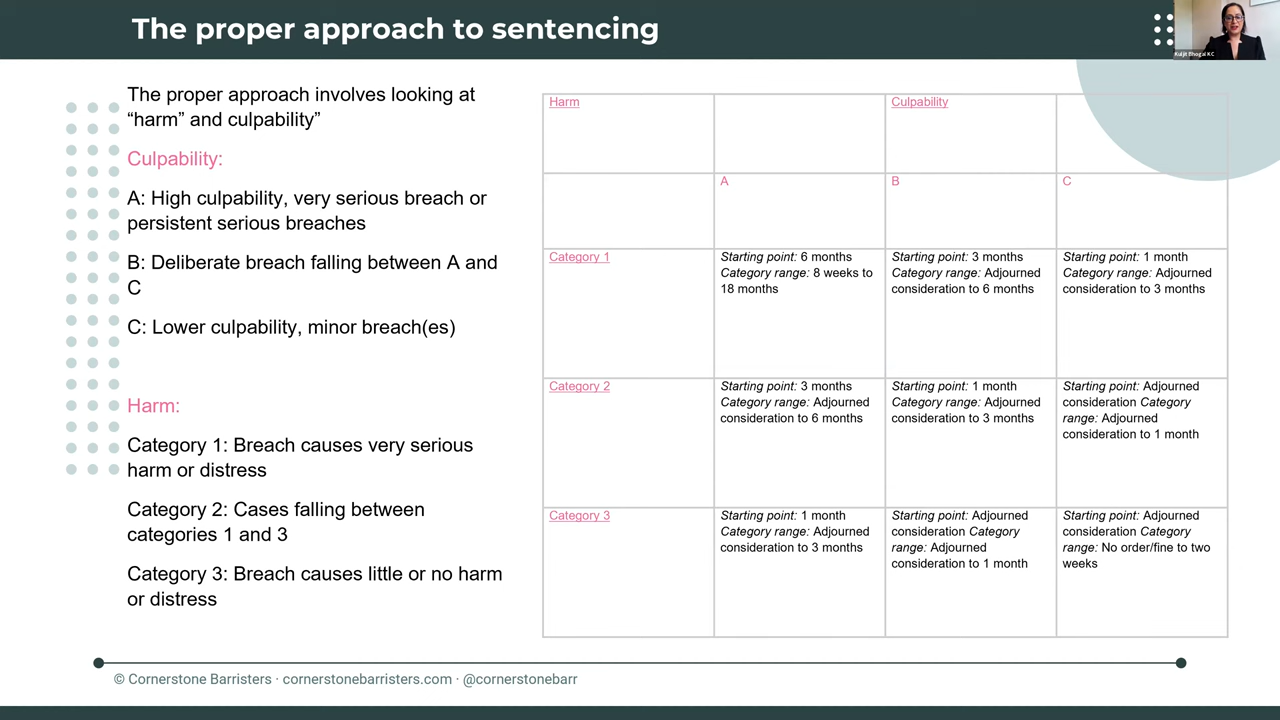 The proper approach to sentencing
Kuljit Bhogal KC
The proper approach involves looking at
“harm” and culpability”
Culpability:
A: High culpability, very serious breach or
persistent serious breaches
B: Deliberate breach falling between A and
C
C: Lower culpability, minor breach(es)
Harm:
Category 1: Breach causes very serious
harm or distress
Category 2: Cases falling between
categories 1 and 3
Category 3: Breach causes little or no harm
or distress
Harm
Culpability
A
B
C
Category 1
Starting point: 6 months
Category range: 8 weeks to
18 months
Starting point: 3 months
Category range: Adjourned
consideration to 6 months
Starting point: 1 month
Category range: Adjourned
consideration to 3 months
Category 2
Starting point: 3 months
Category range: Adjourned
consideration to 6 months
Starting point: 1 month
Category range: Adjourned
consideration to 3 months
Starting point: Adjourned
consideration Category
range: Adjourned
consideration to 1 month
Category 3
Starting point: 1 month
Category range: Adjourned
consideration to 3 months
Starting point: Adjourned
consideration Category
range: Adjourned
consideration to 1 month
Starting point: Adjourned
consideration Category
range: No order/fine to two
weeks
© Cornerstone Barristers · cornerstonebarristers.com · @cornerstonebarr